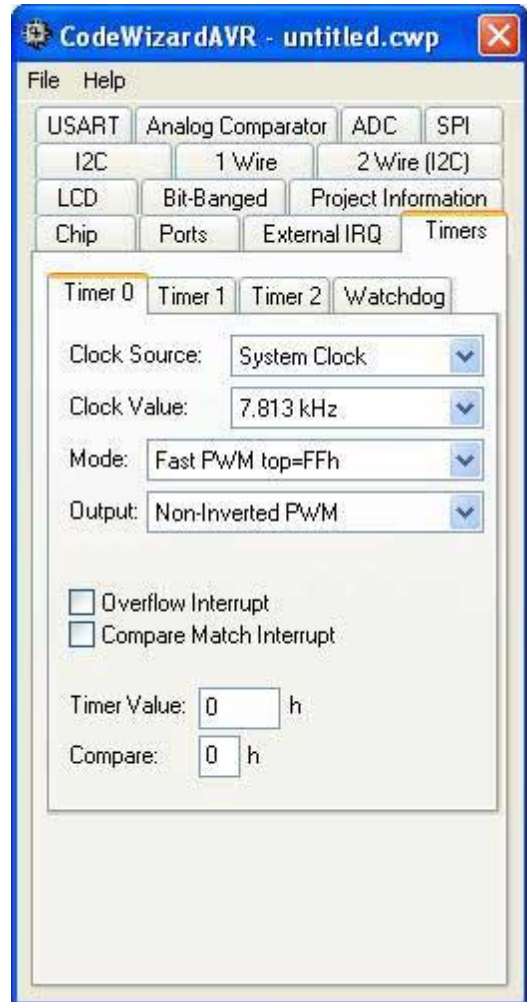 CodeWizardAVR - untitled.cwp
File Help
USART Analog Comparator ADC SPI
I2C 1 Wire 2 Wire (I2C)
LCD Bit-Banged Project Information
Chip Ports External IRQ Timers
Timer 0 Timer 1 Timer 2 Watchdog
Clock Source: System Clock
Clock Value: 7.813 kHz
Mode: Fast PWM top=FFh
Output: Non-Inverted PWM
Overflow Interrupt
Compare Match Interrupt
Timer Value: 0 h
Compare: 0 h